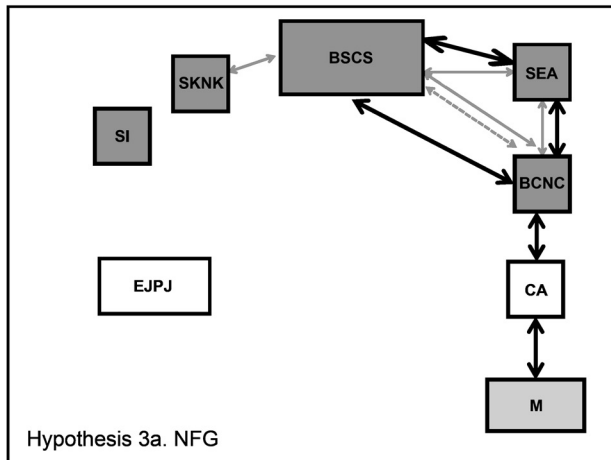 BSCS
SEA
SKNK
SI
BCNC
EJPJ
CA
M
Hypothesis 3a. NFG